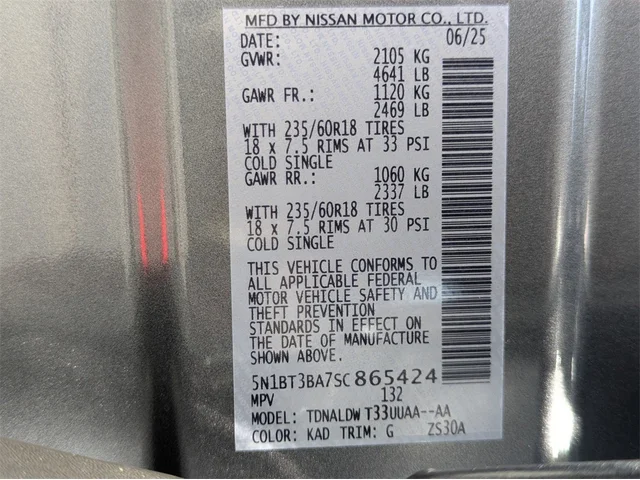 MFD BY NISSAN MOTOR CO., LTD.
DATE: 06/25
GVWR: 2105 KG
4641 LB
GAWR FR.: 1120 KG
2469 LB
WITH 235/60R18 TIRES
18 x 7.5 RIMS AT 33 PSI
COLD SINGLE
GAWR RR.: 1060 KG
2337 LB
WITH 235/60R18 TIRES
18 x 7.5 RIMS AT 30 PSI
COLD SINGLE
THIS VEHICLE CONFORMS TO
ALL APPLICABLE FEDERAL
MOTOR VEHICLE SAFETY AND
THEFT PREVENTION
STANDARDS IN EFFECT ON
THE DATE OF MANUFACTURE
SHOWN ABOVE.
5N1BT3BA7SC865424
MPV 132
MODEL: TDNALDW T33UUAA--AA
COLOR: KAD TRIM: G ZS30A